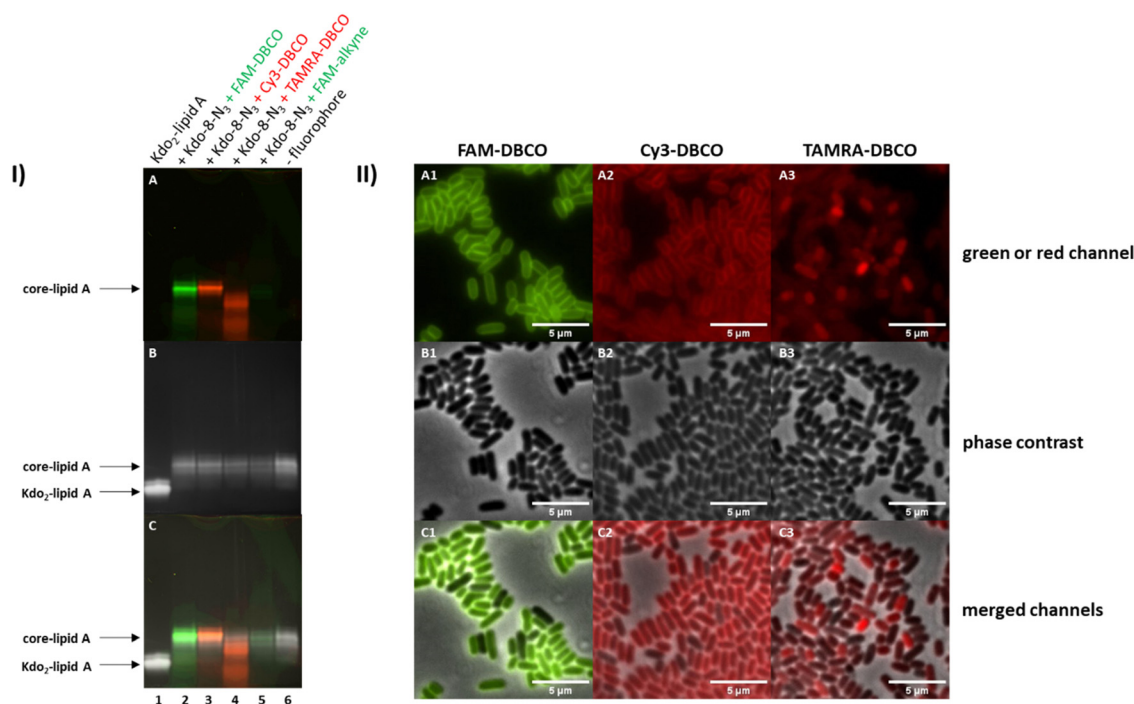 Kdo₂-lipid A
+ Kdo-8-N₃ + FAM-DBCO
+ Kdo-8-N₃ + Cy3-DBCO
+ Kdo-8-N₃ + TAMRA-DBCO
+ Kdo-8-N₃ + FAM-alkyne
- fluorophore
I)
A
core-lipid A
B
core-lipid A
Kdo₂-lipid A
C
core-lipid A
Kdo₂-lipid A
1 2 3 4 5 6
II)
FAM-DBCO Cy3-DBCO TAMRA-DBCO
A1 A2 A3
green or red channel
5 µm 5 µm 5 µm
B1 B2 B3
phase contrast
5 µm 5 µm 5 µm
C1 C2 C3
merged channels
5 µm 5 µm 5 µm